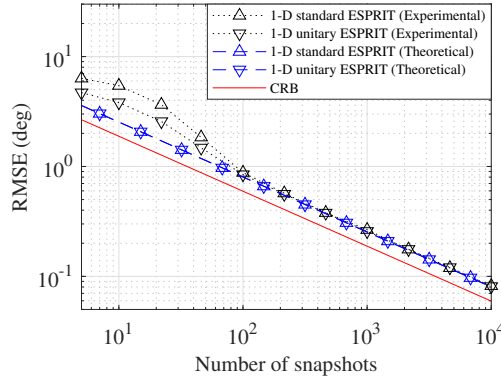 1-D standard ESPRIT (Experimental)
1-D unitary ESPRIT (Experimental)
1-D standard ESPRIT (Theoretical)
1-D unitary ESPRIT (Theoretical)
CRB
RMSE (deg)
10^1
10^0
10^-1
10^1 10^2 10^3 10^4
Number of snapshots